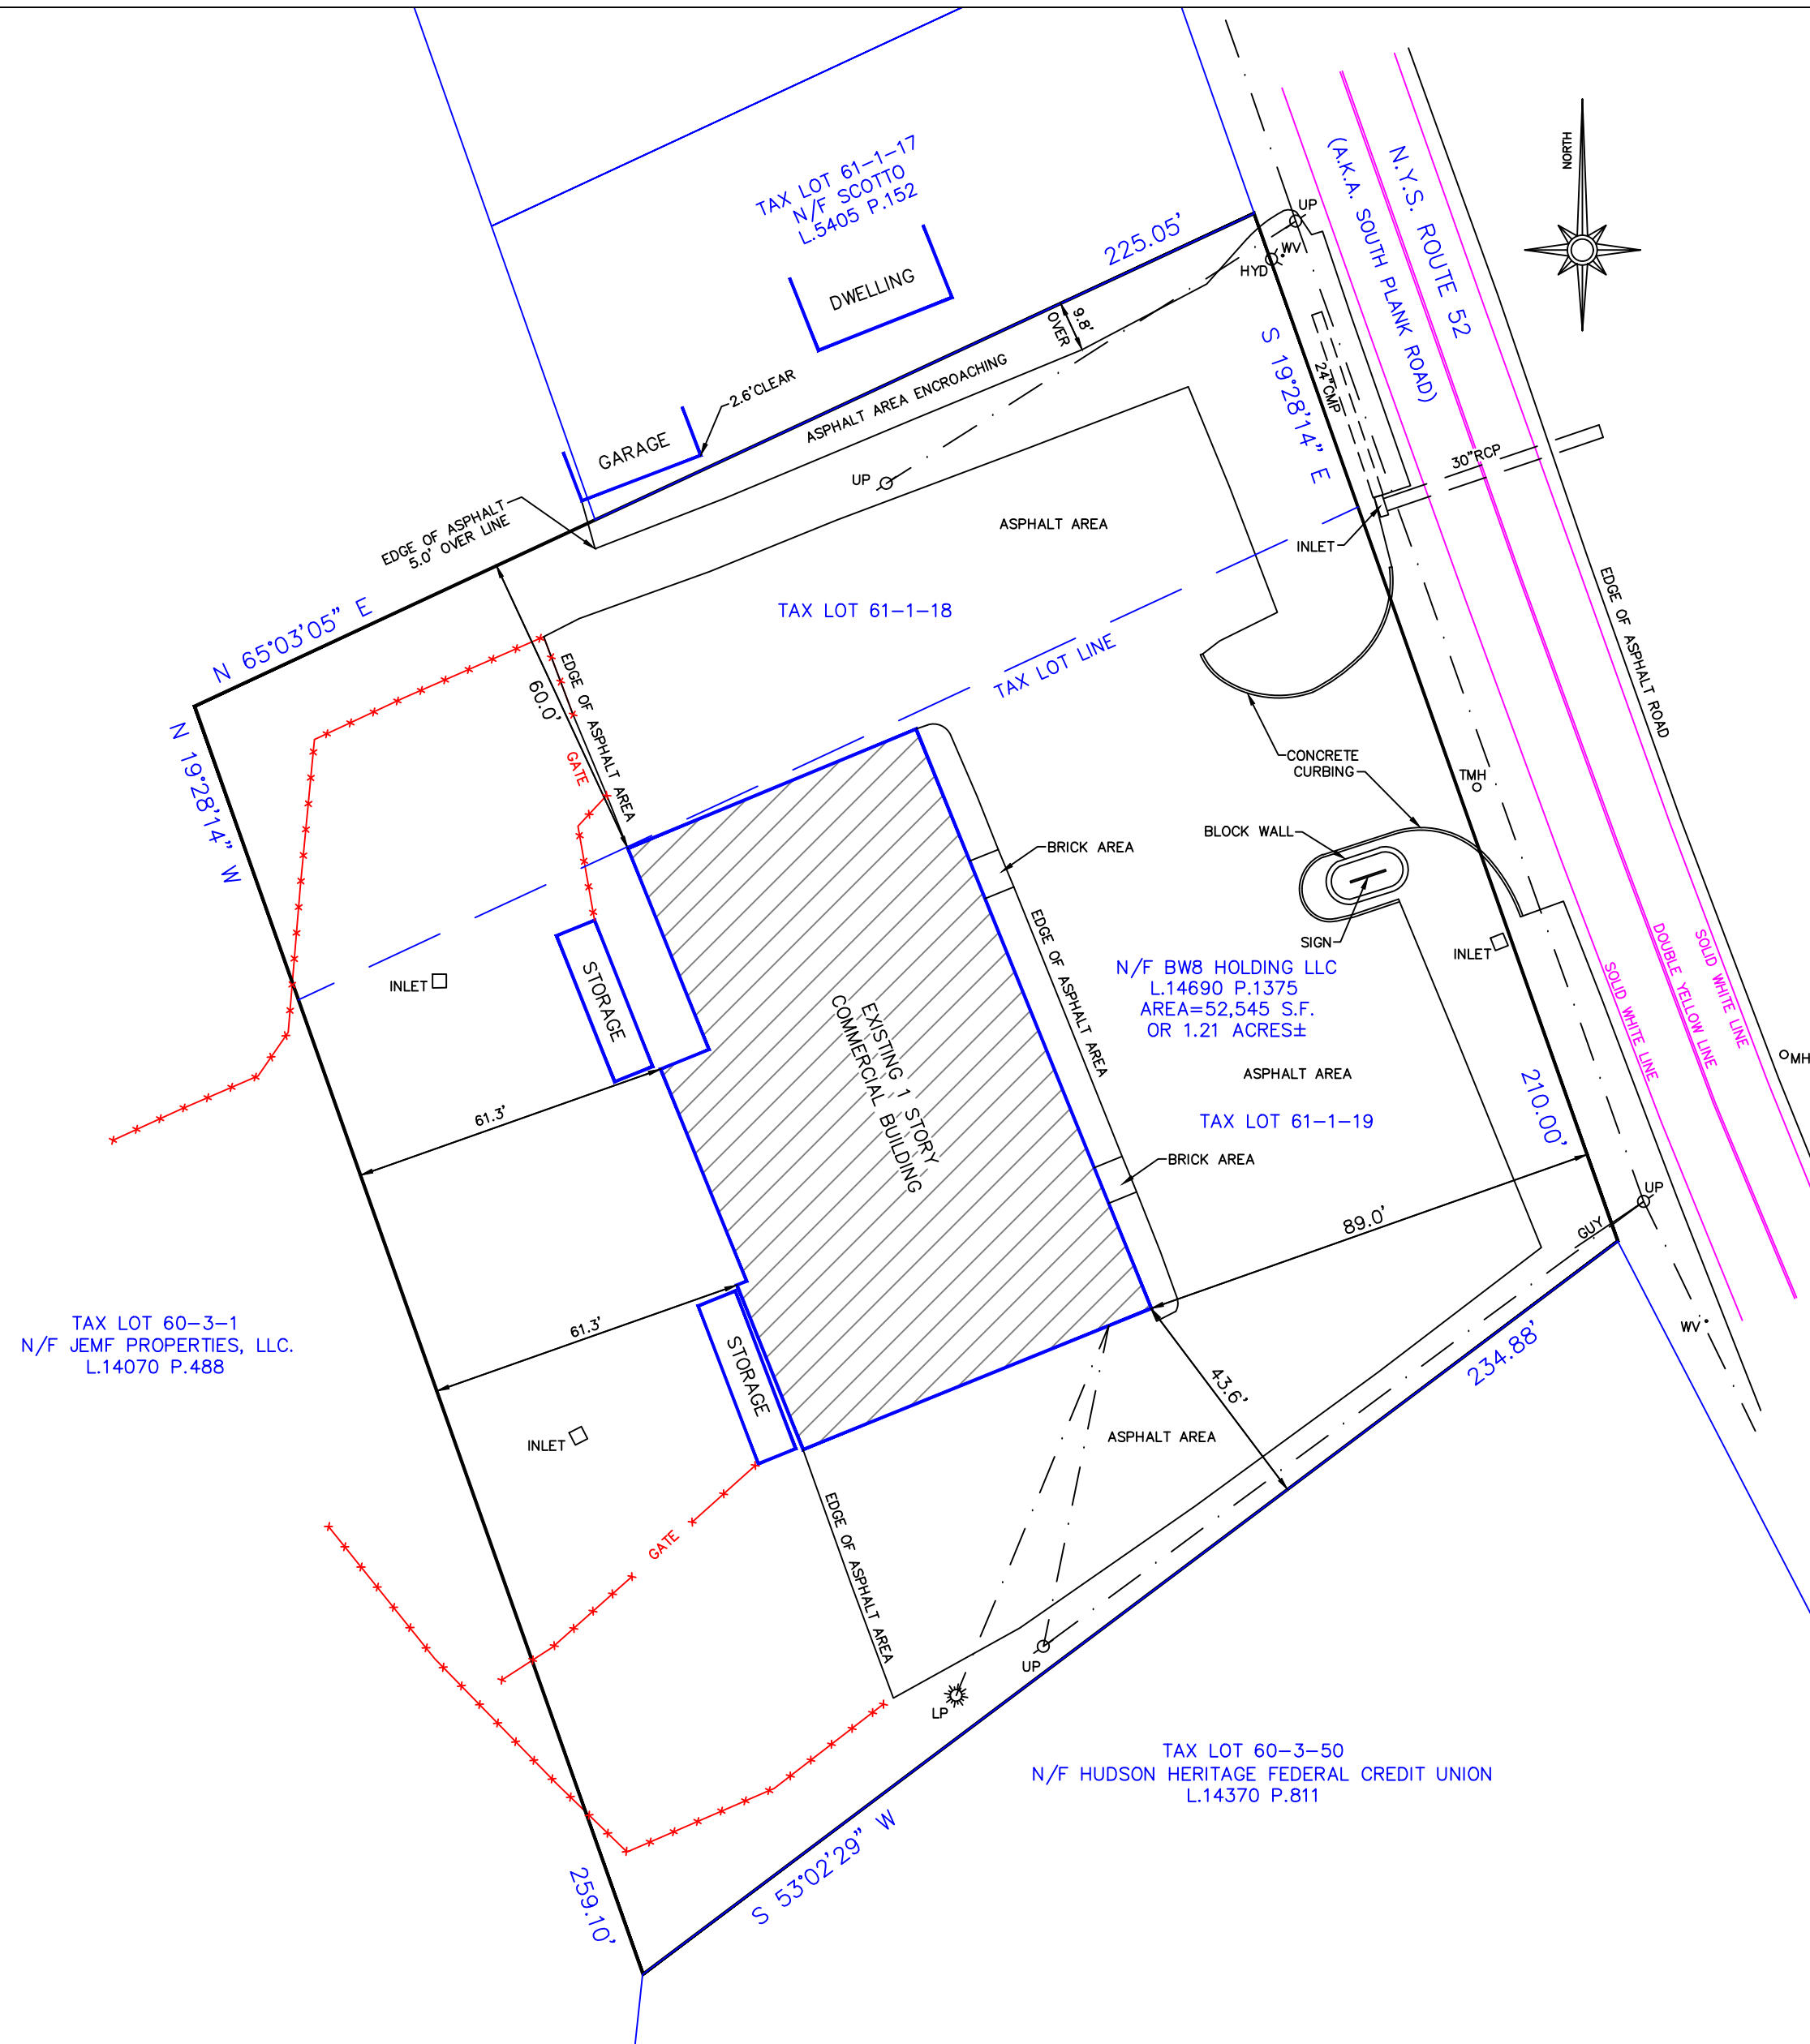 NORTH
TAX LOT 61-1-17
N/F SCOTTO
L.5405 P.152
DWELLING
225.05'
UP
WV
HYD
(A.K.A. SOUTH PLANK ROAD)
N.Y.S. ROUTE 52
9.8'
OVER
S 19°28'14" E
24"CMP
2.6'CLEAR
ASPHALT AREA ENCROACHING
GARAGE
30"RCP
UP
EDGE OF ASPHALT
5.0' OVER LINE
ASPHALT AREA
INLET
EDGE OF ASPHALT ROAD
N 65°03'05" E
TAX LOT 61-1-18
TAX LOT LINE
60.0'
EDGE OF ASPHALT AREA
GATE
N 19°28'14" W
CONCRETE
CURBING
TMH
BLOCK WALL
BRICK AREA
SIGN
INLET
EDGE OF ASPHALT AREA
N/F BW8 HOLDING LLC
L.14690 P.1375
AREA=52,545 S.F.
OR 1.21 ACRES±
SOLID WHITE LINE
DOUBLE YELLOW LINE
SOLID WHITE LINE
INLET
STORAGE
EXISTING 1 STORY
COMMERCIAL BUILDING
MH
ASPHALT AREA
TAX LOT 61-1-19
210.00'
61.3'
BRICK AREA
UP
GUY
89.0'
TAX LOT 60-3-1
N/F JEMF PROPERTIES, LLC.
L.14070 P.488
61.3'
STORAGE
WV
234.88'
43.6'
INLET
ASPHALT AREA
GATE
EDGE OF ASPHALT AREA
UP
LP
TAX LOT 60-3-50
N/F HUDSON HERITAGE FEDERAL CREDIT UNION
L.14370 P.811
S 53°02'29" W
259.10'